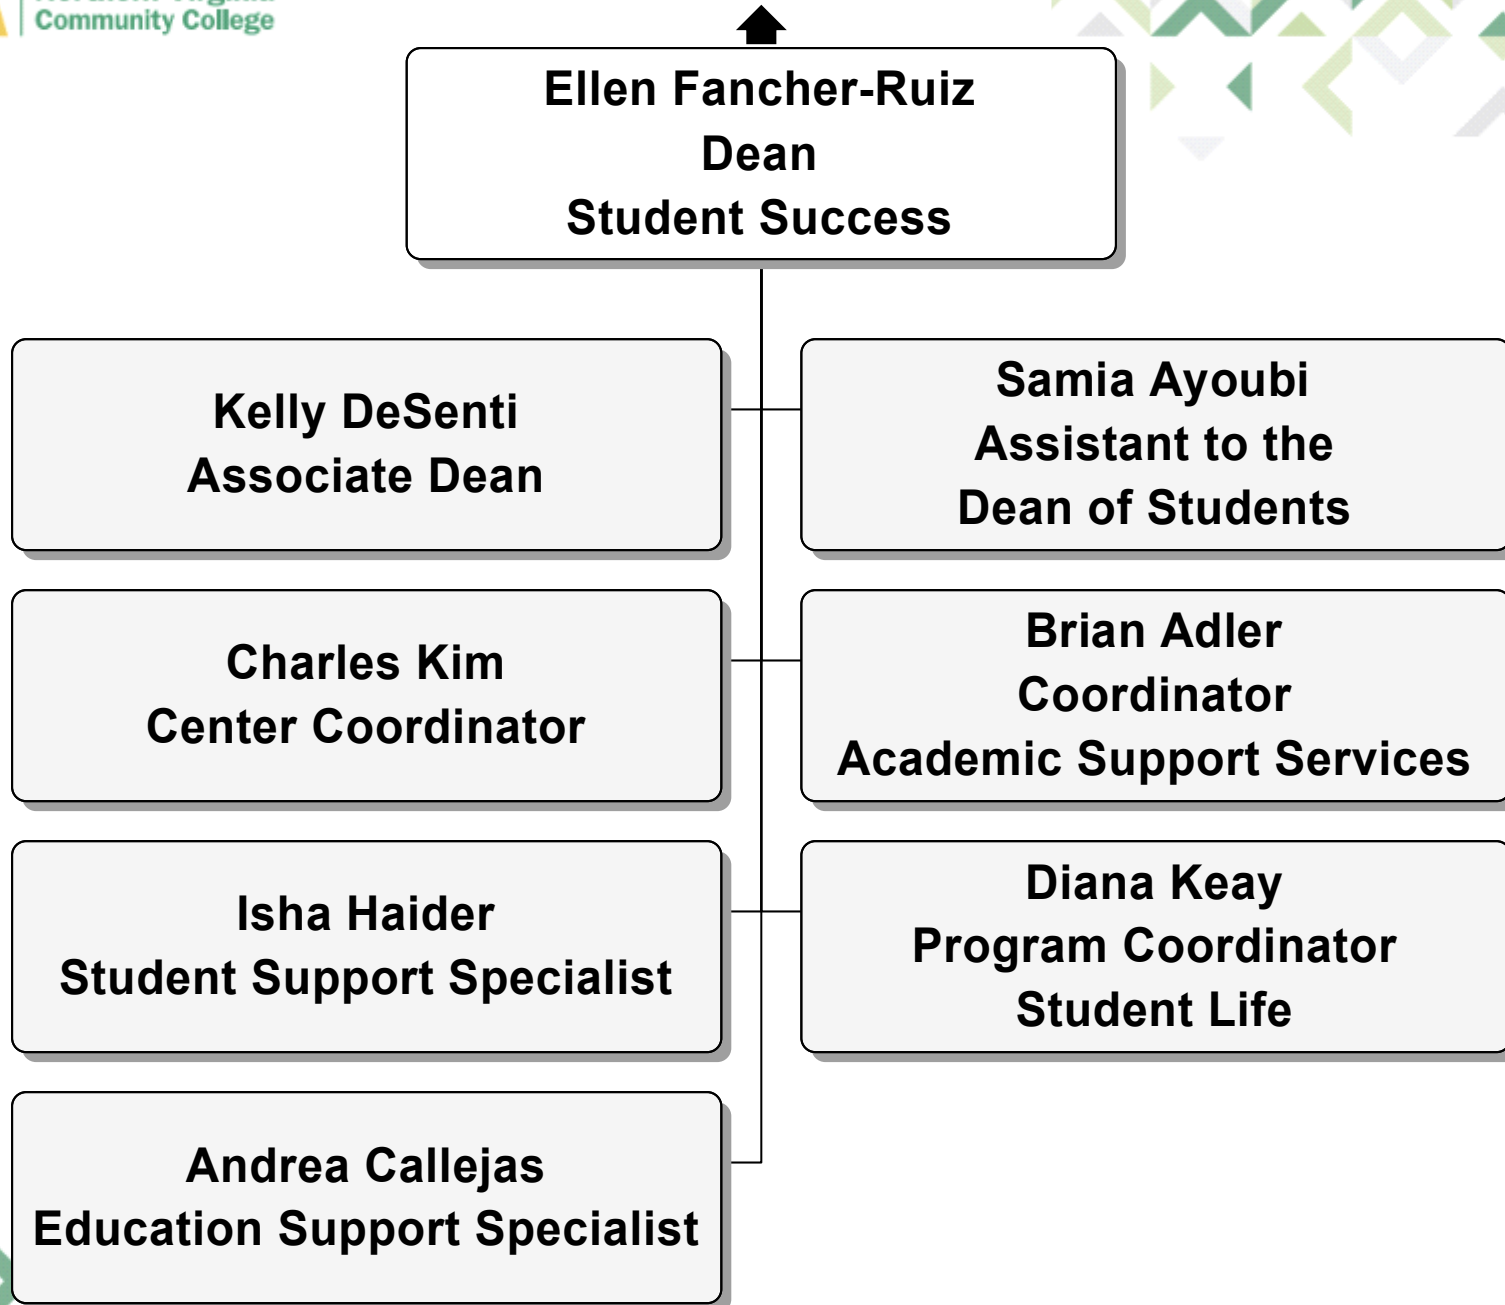 Community College
Ellen Fancher-Ruiz
Dean
Student Success
Kelly DeSenti
Associate Dean
Samia Ayoubi
Assistant to the
Dean of Students
Charles Kim
Center Coordinator
Brian Adler
Coordinator
Academic Support Services
Isha Haider
Student Support Specialist
Diana Keay
Program Coordinator
Student Life
Andrea Callejas
Education Support Specialist